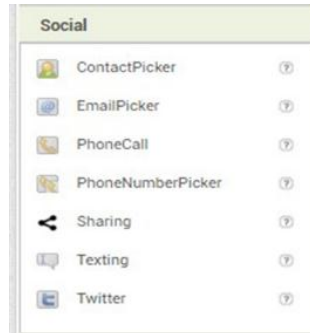 Social
ContactPicker
EmailPicker
PhoneCall
PhoneNumberPicker
Sharing
Texting
Twitter